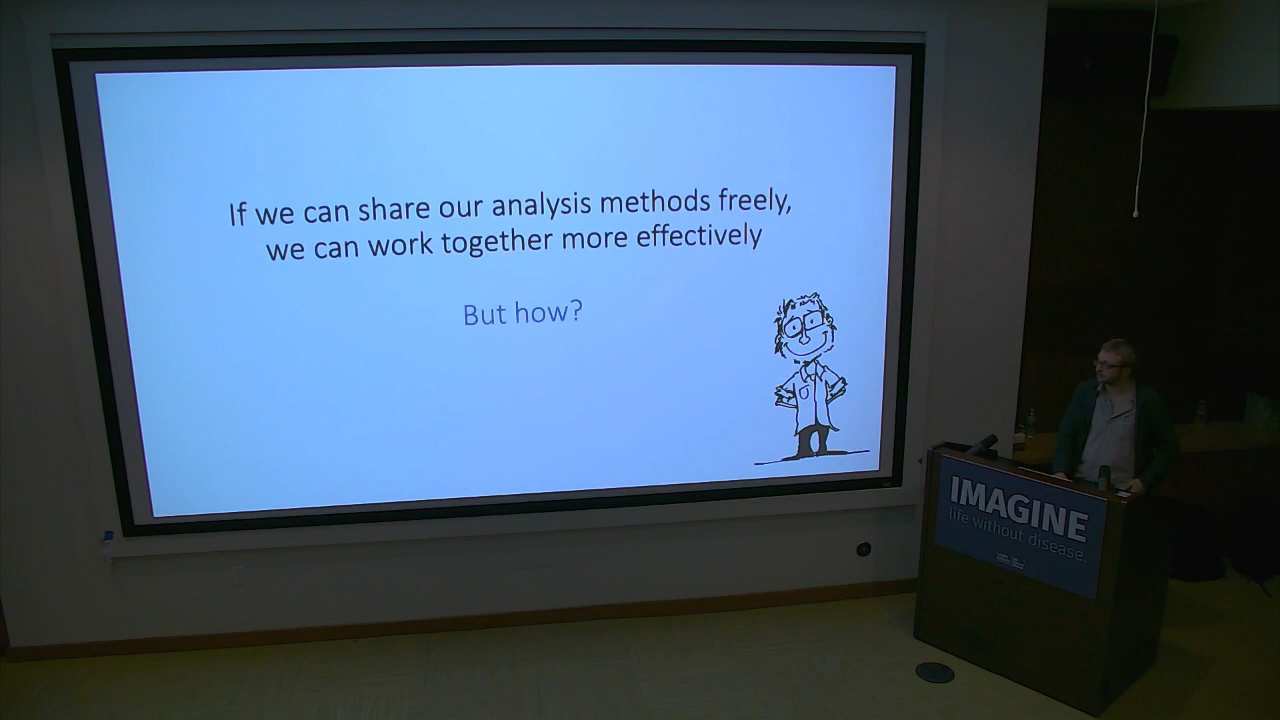 If we can share our analysis methods freely,
we can work together more effectively
But how?
IMAGINE
life without disease.